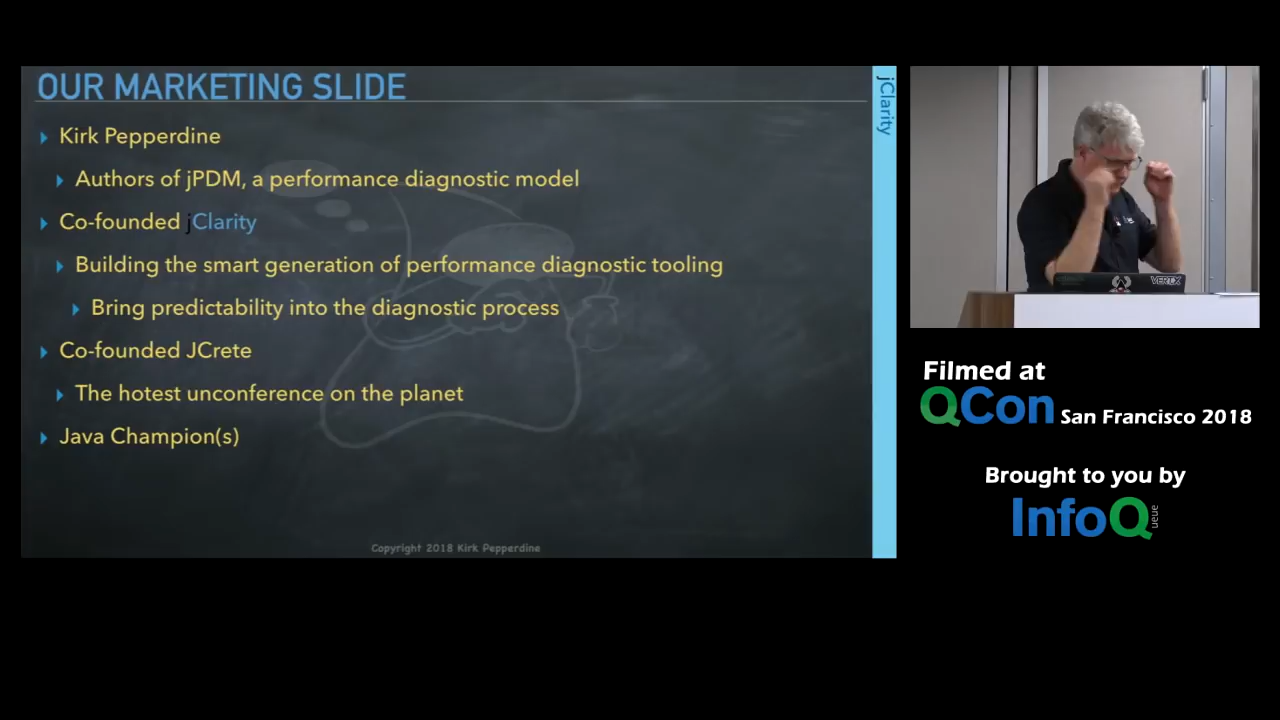 OUR MARKETING SLIDE
Kirk Pepperdine
Authors of jPDM, a performance diagnostic model
Co-founded jClarity
Building the smart generation of performance diagnostic tooling
Bring predictability into the diagnostic process
Co-founded JCrete
The hotest unconference on the planet
Java Champion(s)
Copyright 2018 Kirk Pepperdine
jClarity
VERTX
Filmed at
QCon San Francisco 2018
Brought to you by
InfoQ
ueue